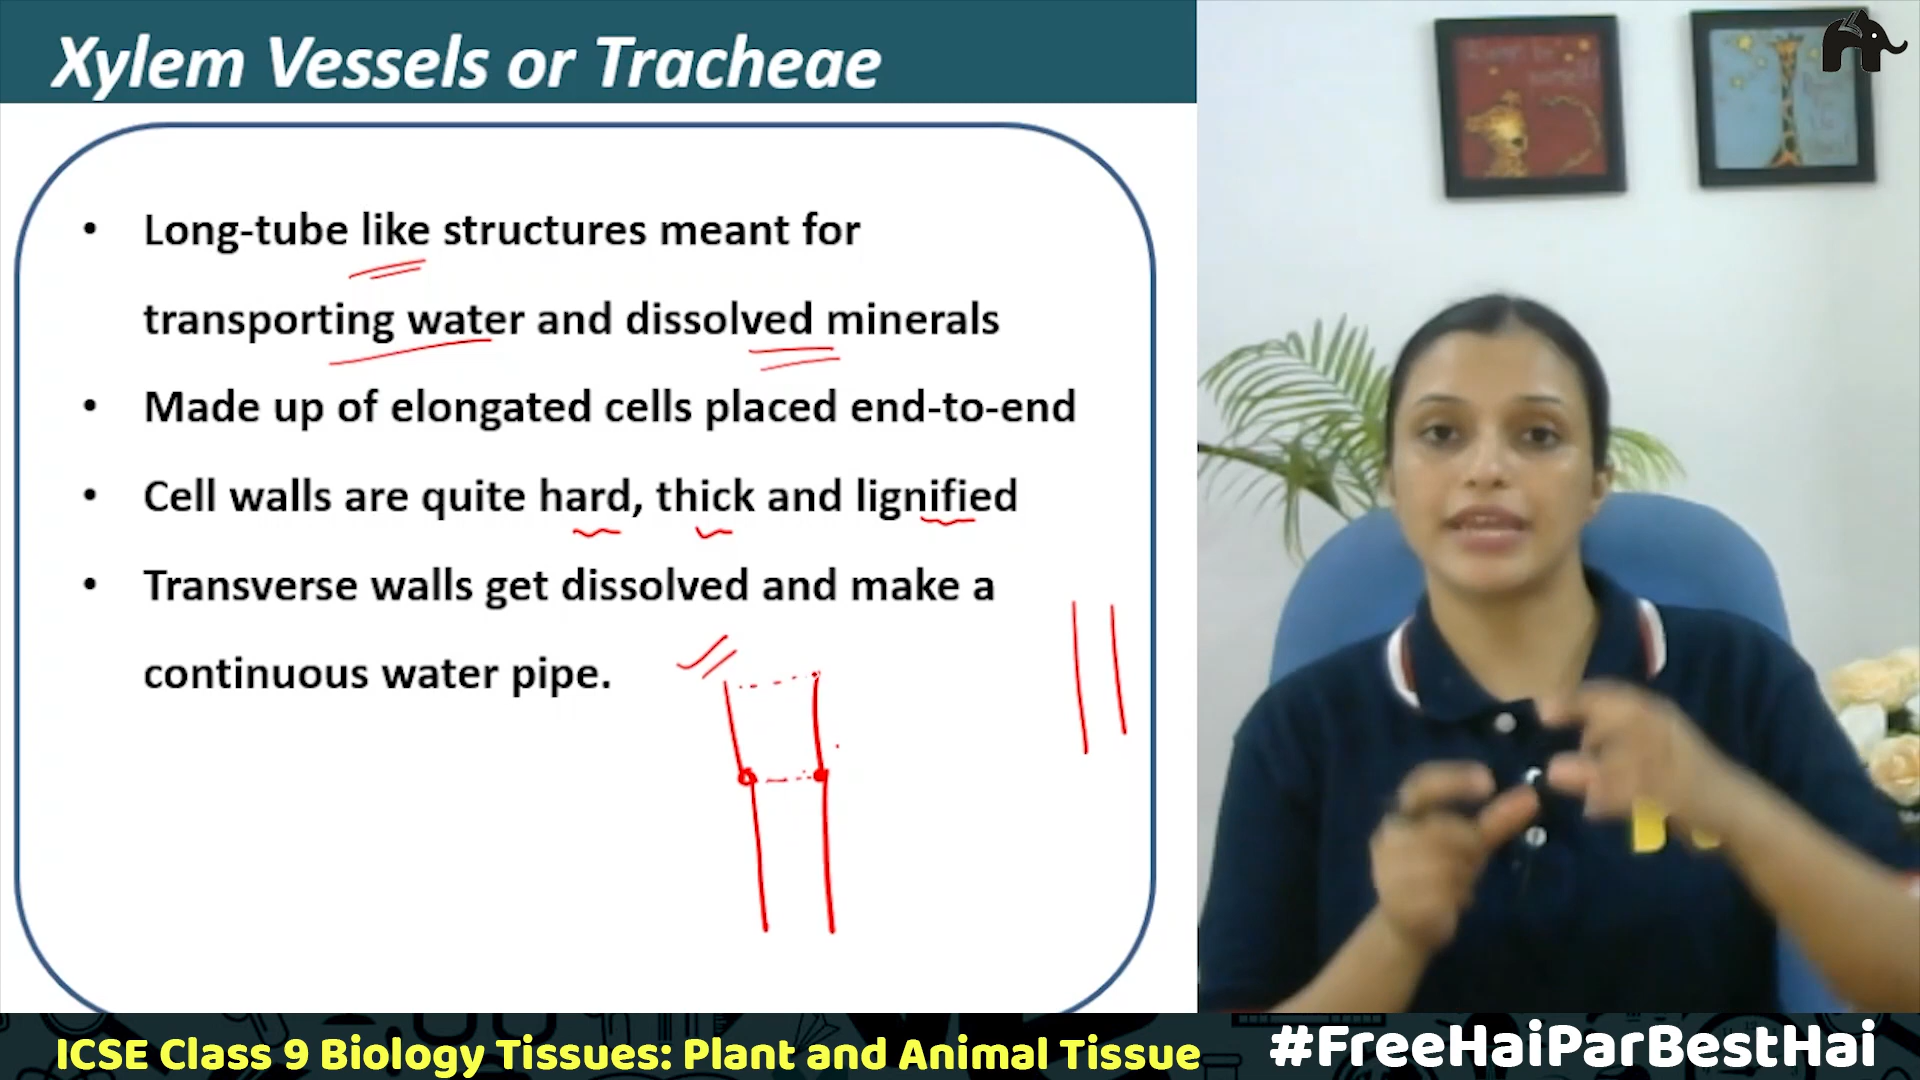 Xylem Vessels or Tracheae
• Long-tube like structures meant for
transporting water and dissolved minerals
• Made up of elongated cells placed end-to-end
• Cell walls are quite hard, thick and lignified
• Transverse walls get dissolved and make a
continuous water pipe.
ICSE Class 9 Biology Tissues: Plant and Animal Tissue
#FreeHaiParBestHai